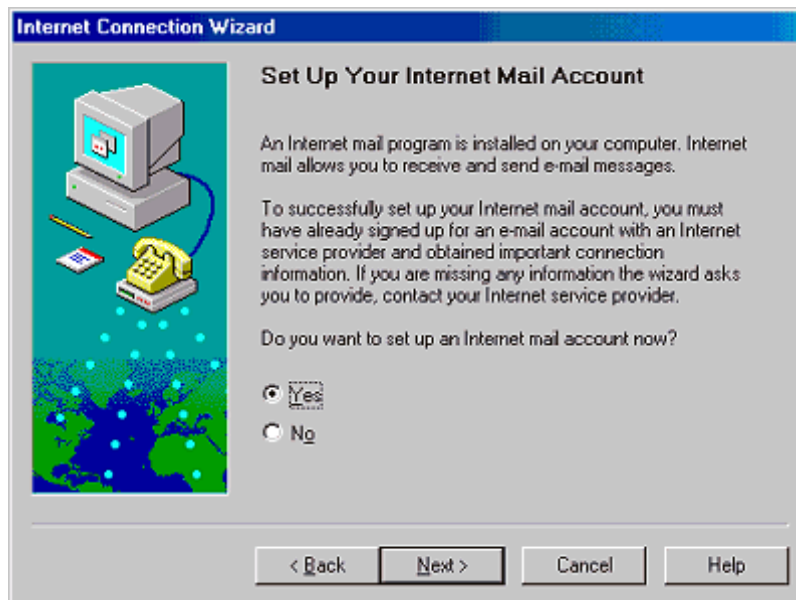 Internet Connection Wizard
Set Up Your Internet Mail Account
An Internet mail program is installed on your computer. Internet
mail allows you to receive and send e-mail messages.
To successfully set up your Internet mail account, you must
have already signed up for an e-mail account with an Internet
service provider and obtained important connection
information. If you are missing any information the wizard asks
you to provide, contact your Internet service provider.
Do you want to set up an Internet mail account now?
Yes
No
< Back
Next >
Cancel
Help